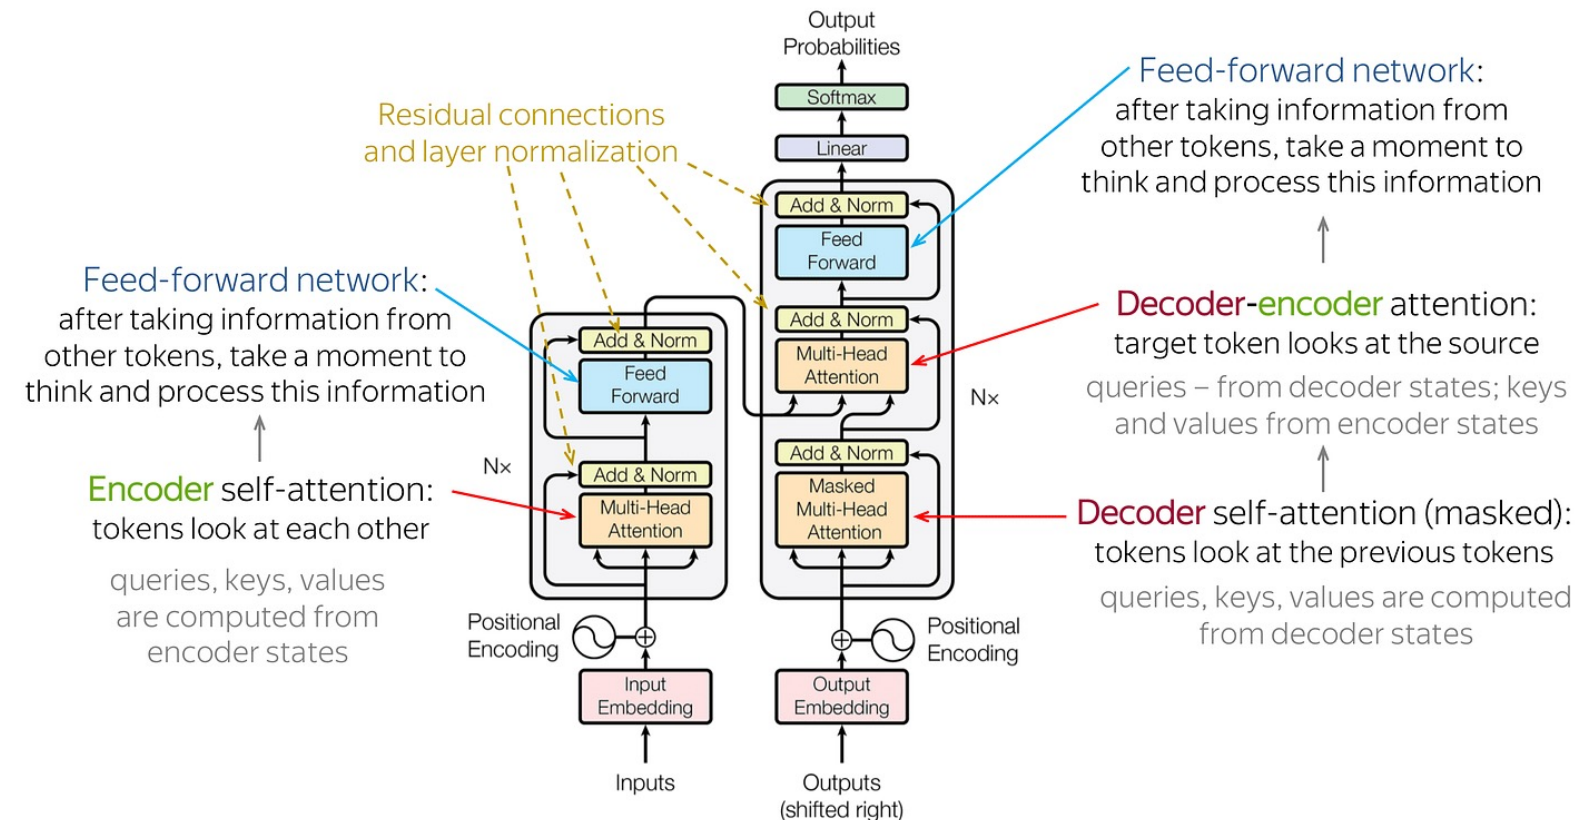 Output
Probabilities
Softmax
Linear
Add & Norm
Feed
Forward
Add & Norm
Multi-Head
Attention
N×
Add & Norm
Masked
Multi-Head
Attention
Positional
Encoding
Output
Embedding
Outputs
(shifted right)
Add & Norm
Feed
Forward
N×
Add & Norm
Multi-Head
Attention
Positional
Encoding
Input
Embedding
Inputs
Residual connections
and layer normalization
Feed-forward network:
after taking information from
other tokens, take a moment to
think and process this information
Encoder self-attention:
tokens look at each other
queries, keys, values
are computed from
encoder states
Feed-forward network:
after taking information from
other tokens, take a moment to
think and process this information
Decoder-encoder attention:
target token looks at the source
queries – from decoder states; keys
and values from encoder states
Decoder self-attention (masked):
tokens look at the previous tokens
queries, keys, values are computed
from decoder states